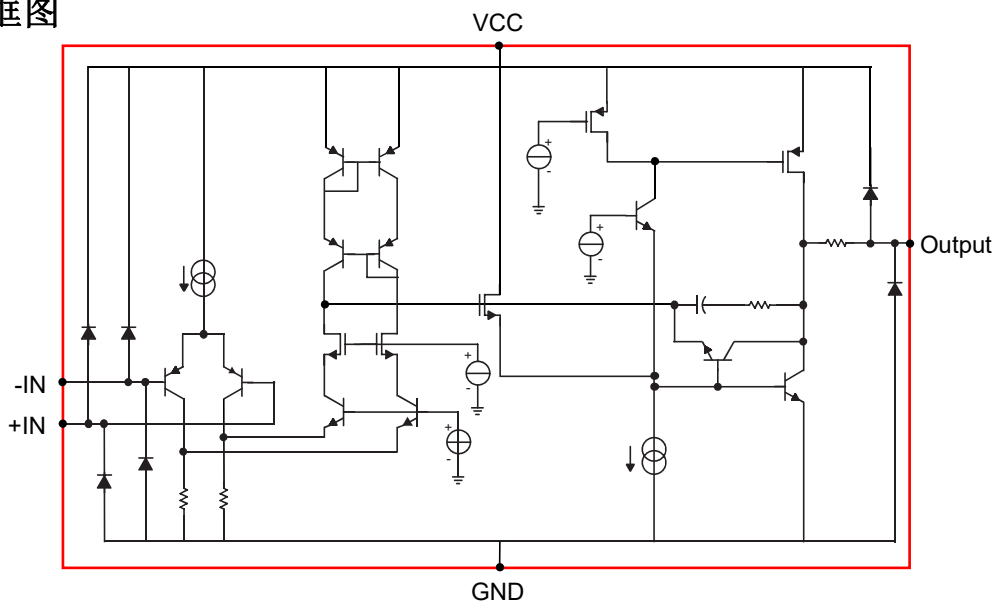 框图
VCC
-IN
+IN
Output
GND
+
-
+
-
+
-
+
-